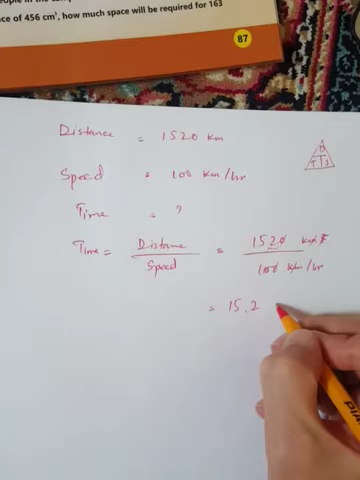 ce of 456 cm³, how much space will be required for 163
87
Distance = 1520 km
Speed = 100 km/hr
D
T S
Time = ?
Time = Distance / Speed = 1520 km / 100 km/hr
= 15.2